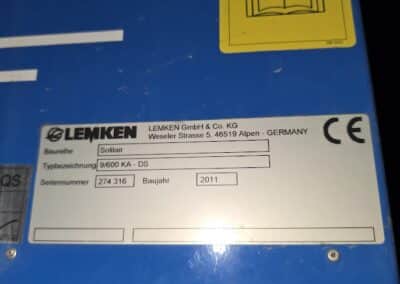 LEMKEN
LEMKEN GmbH & Co. KG
Weseler Strasse 5, 46519 Alpen - GERMANY
CE
Baureihe Solitair
Typbezeichnung 9/600 KA - DS
Seriennummer 274 316 Baujahr 2011
QS